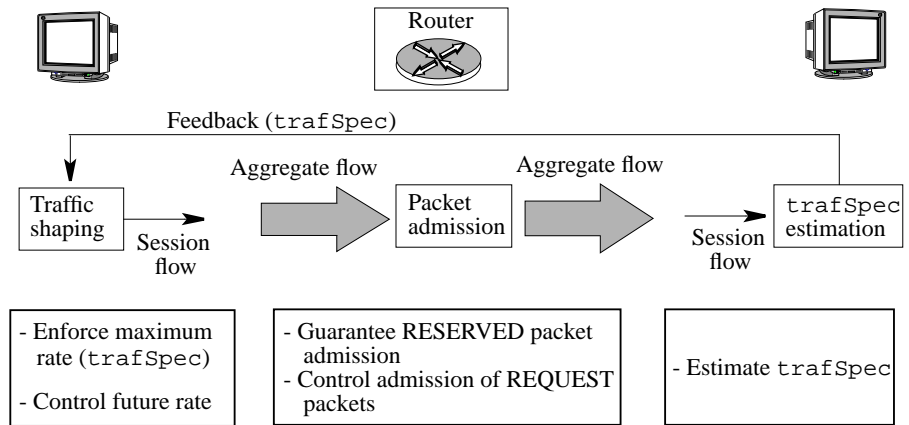 Router
Feedback (trafSpec)
Aggregate flow
Aggregate flow
Traffic
shaping
Session
flow
Packet
admission
Session
flow
trafSpec
estimation
- Enforce maximum
rate (trafSpec)
- Control future rate
- Guarantee RESERVED packet
admission
- Control admission of REQUEST
packets
- Estimate trafSpec